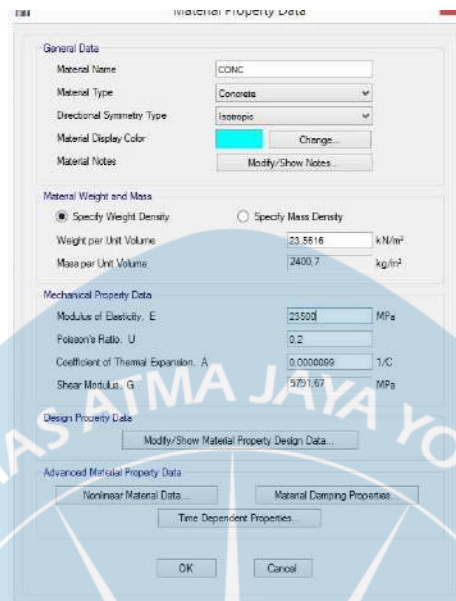 Material Property Data
General Data
Material Name CONC
Material Type Concrete
Directional Symmetry Type Isotropic
Material Display Color Change...
Material Notes Modify/Show Notes...
Material Weight and Mass
Specify Weight Density Specify Mass Density
Weight per Unit Volume 23,5616 kN/m³
Mass per Unit Volume 2400,7 kg/m³
Mechanical Property Data
Modulus of Elasticity, E 23500 MPa
Poisson's Ratio, U 0,2
Coefficient of Thermal Expansion, A 0,0000099 1/C
Shear Modulus, G MPa
Design Property Data
Modify/Show Material Property Design Data...
Advanced Material Property Data
Nonlinear Material Data... Material Damping Properties...
Time Dependent Properties...
OK Cancel
AS ATMA JAYA YO